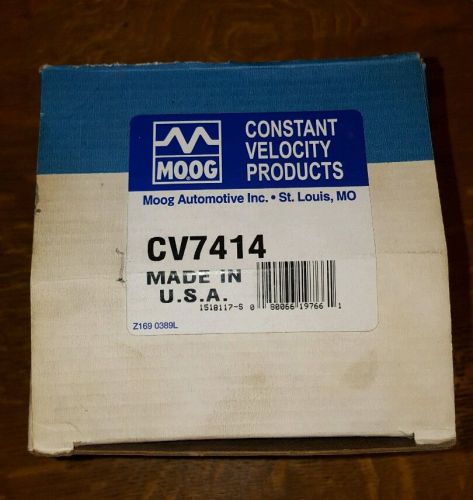 MOOG
CONSTANT
VELOCITY
PRODUCTS
Moog Automotive Inc. • St. Louis, MO
CV7414
MADE IN
U.S.A.
1518117-5 0 80066 19766 1
Z169 0389L